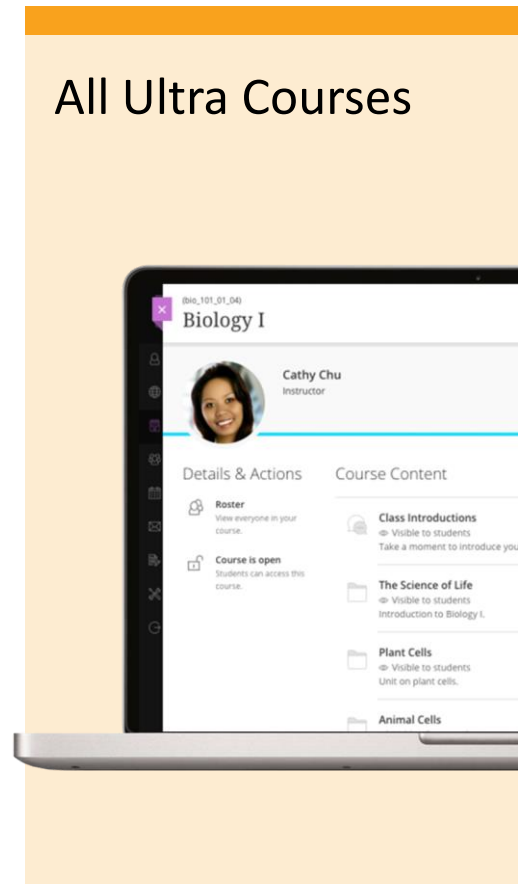 All Ultra Courses
(bio_101_01_04)
Biology I
Cathy Chu
Instructor
Details & Actions
Roster
View everyone in your
course.
Course is open
Students can access this
course.
Course Content
Class Introductions
Visible to students
Take a moment to introduce you
The Science of Life
Visible to students
Introduction to Biology I.
Plant Cells
Visible to students
Unit on plant cells.
Animal Cells